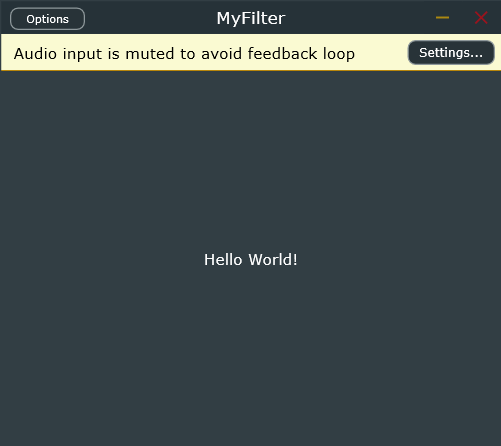 Options
MyFilter
Audio input is muted to avoid feedback loop
Settings...
Hello World!